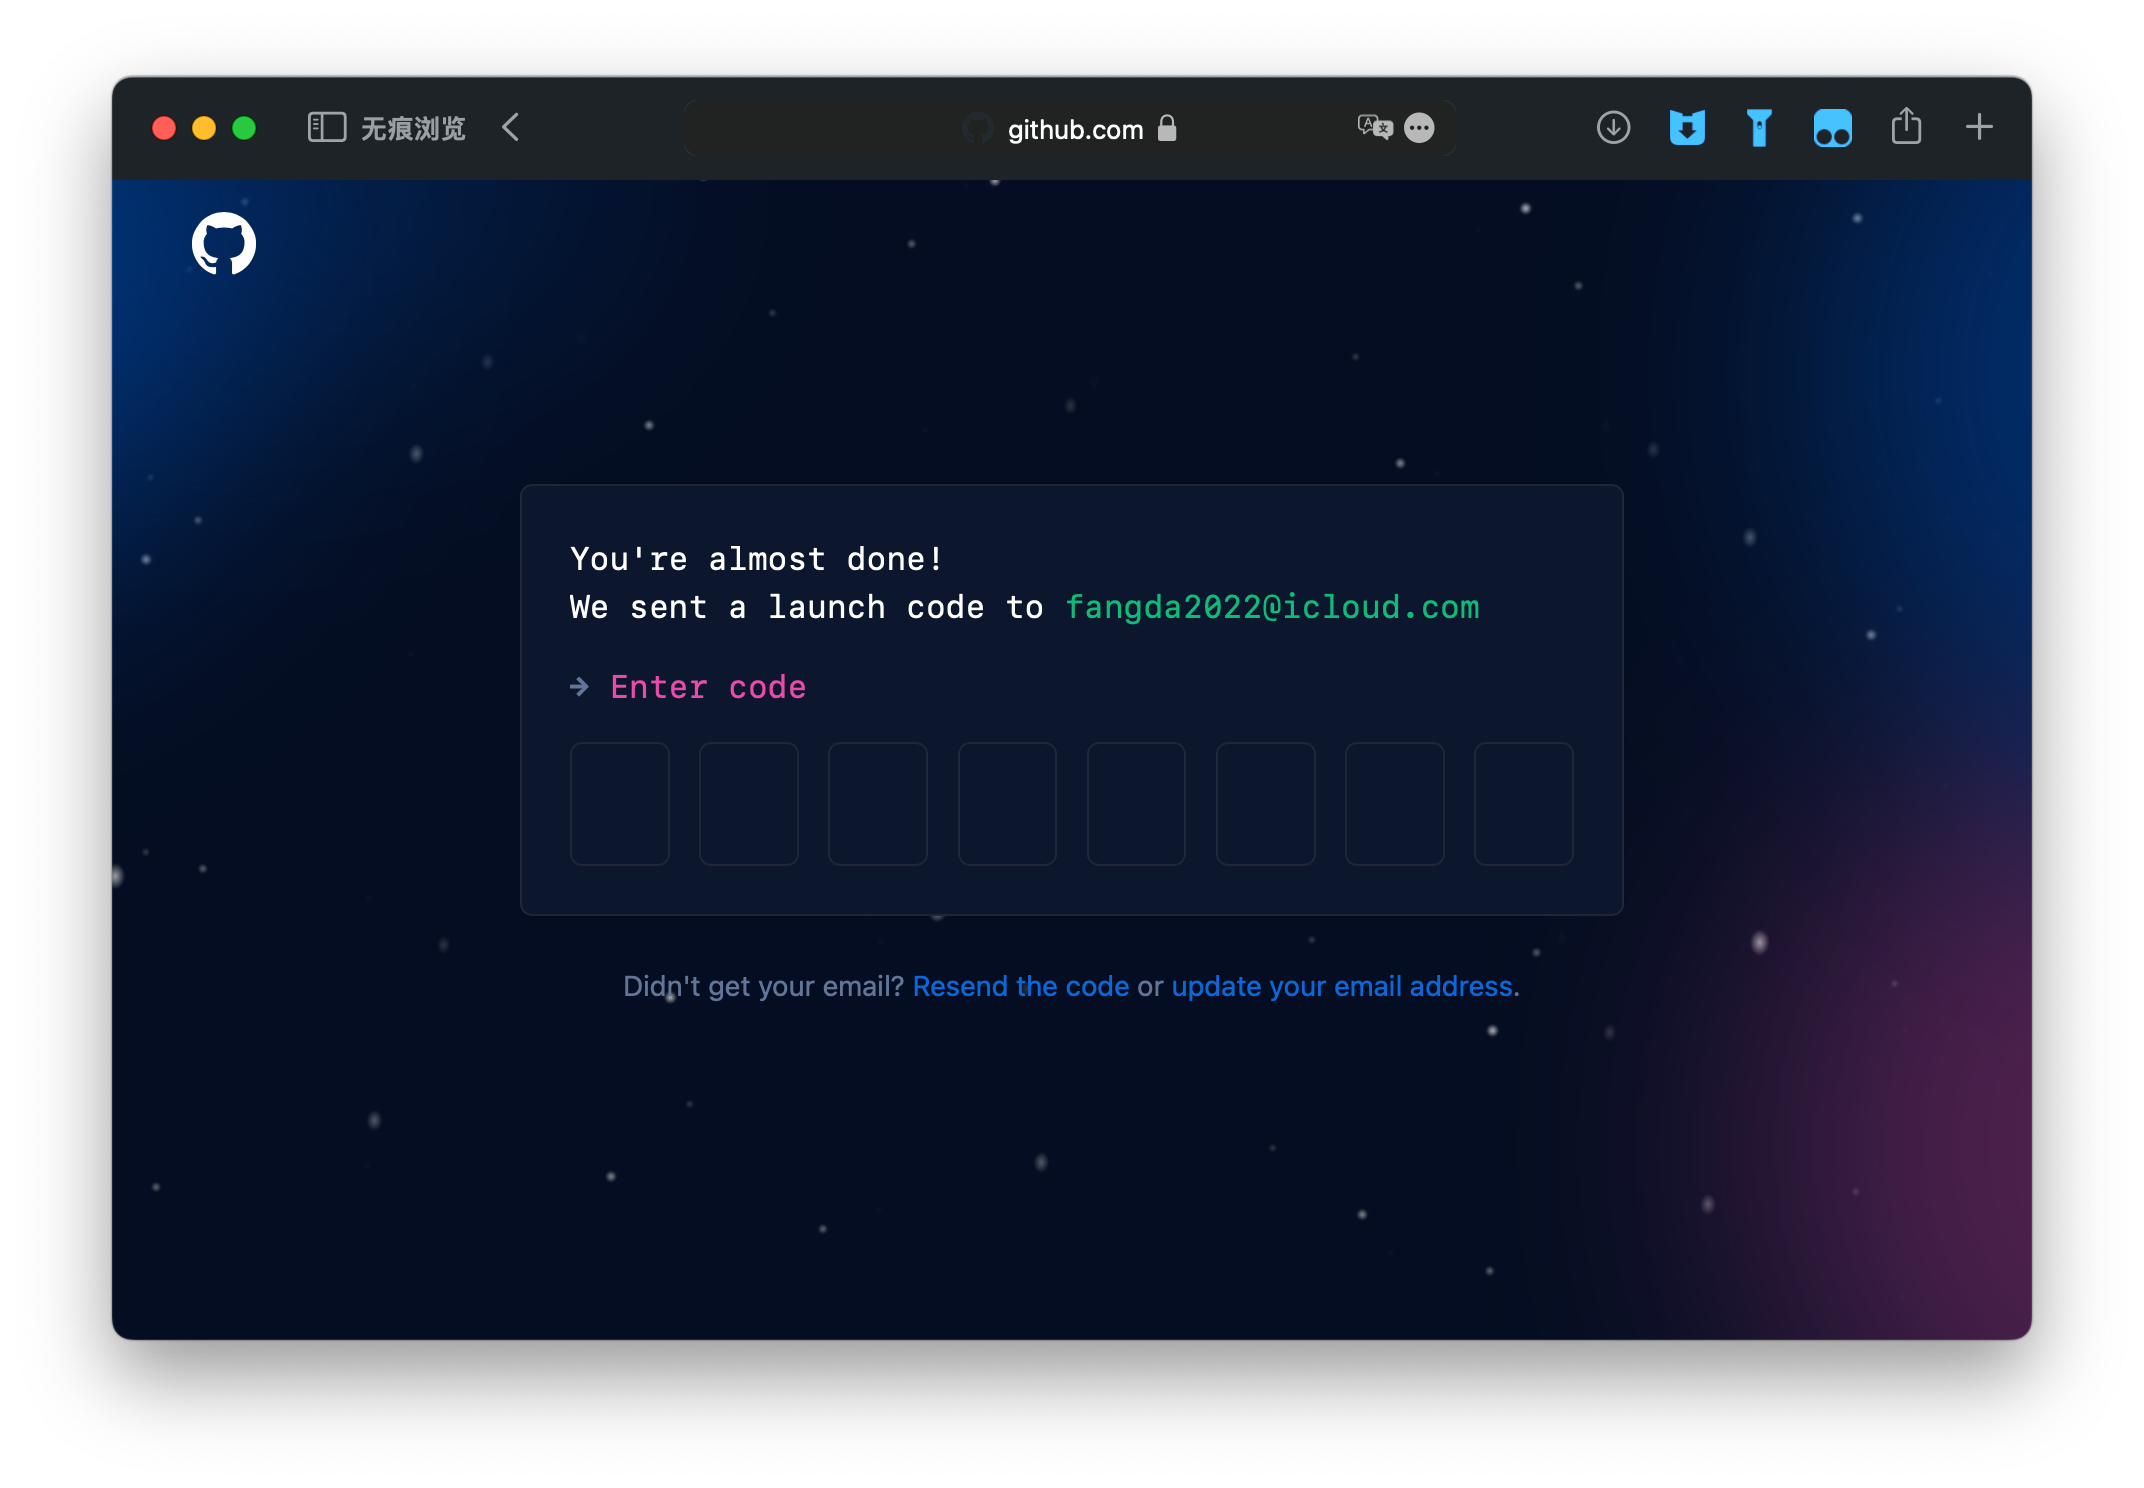 无痕浏览
github.com
You're almost done!
We sent a launch code to fangda2022@icloud.com
→ Enter code
Didn't get your email? Resend the code or update your email address.